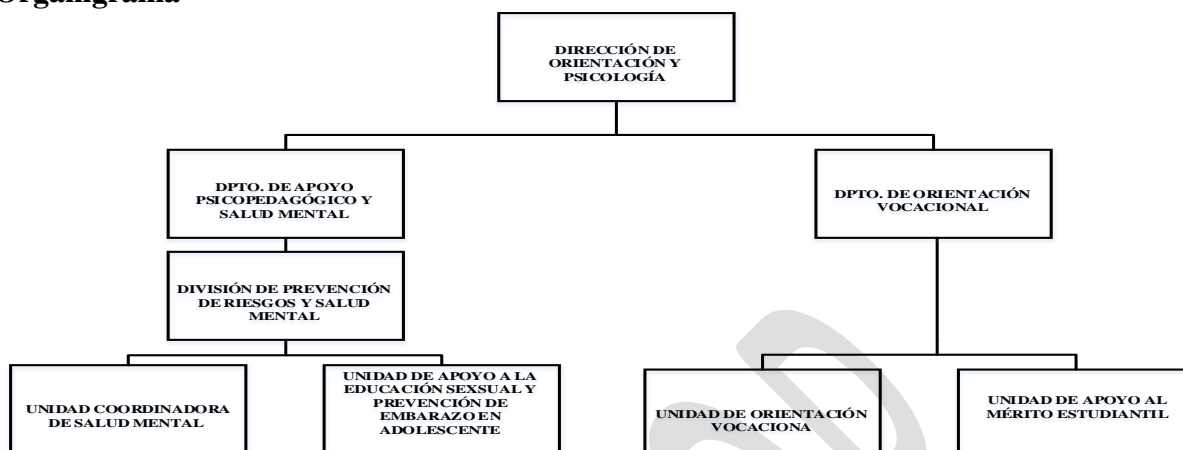 Organigrama
DIRECCIÓN DE
ORIENTACIÓN Y
PSICOLOGÍA
DPTO. DE APOYO
PSICOPEDAGÓGICO Y
SALUD MENTAL
DPTO. DE ORIENTACIÓN
VOCACIONAL
DIVISIÓN DE PREVENCIÓN
DE RIESGOS Y SALUD
MENTAL
UNIDAD COORDINADORA
DE SALUD MENTAL
UNIDAD DE APOYO A LA
EDUCACIÓN SEXSUAL Y
PREVENCIÓN DE
EMBARAZO EN
ADOLESCENTE
UNIDAD DE ORIENTACIÓN
VOCACIONA
UNIDAD DE APOYO AL
MÉRITO ESTUDIANTIL